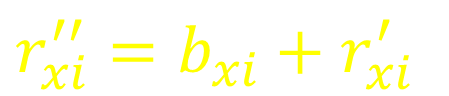 $r''_{xi} = b_{xi} + r'_{xi}$